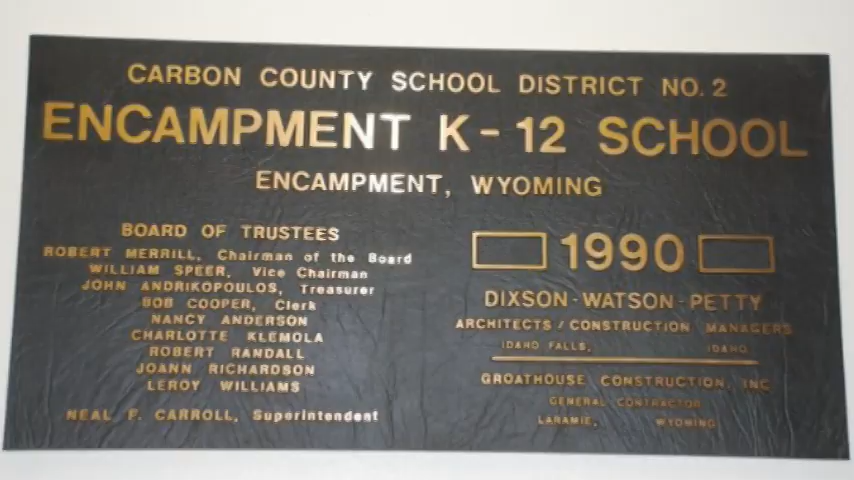 CARBON COUNTY SCHOOL DISTRICT NO. 2
ENCAMPMENT K-12 SCHOOL
ENCAMPMENT, WYOMING
BOARD OF TRUSTEES
ROBERT MERRILL, Chairman of the Board
WILLIAM SPEER, Vice Chairman
JOHN ANDRIKOPOULOS, Treasurer
BOB COOPER, Clerk
NANCY ANDERSON
CHARLOTTE KLEMOLA
ROBERT RANDALL
JOANN RICHARDSON
LEROY WILLIAMS
NEAL F. CARROLL, Superintendent
1990
DIXSON-WATSON-PETTY
ARCHITECTS/CONSTRUCTION MANAGERS
IDAHO FALLS, IDAHO
GROATHOUSE CONSTRUCTION, INC
GENERAL CONTRACTOR
LARAMIE, WYOMING